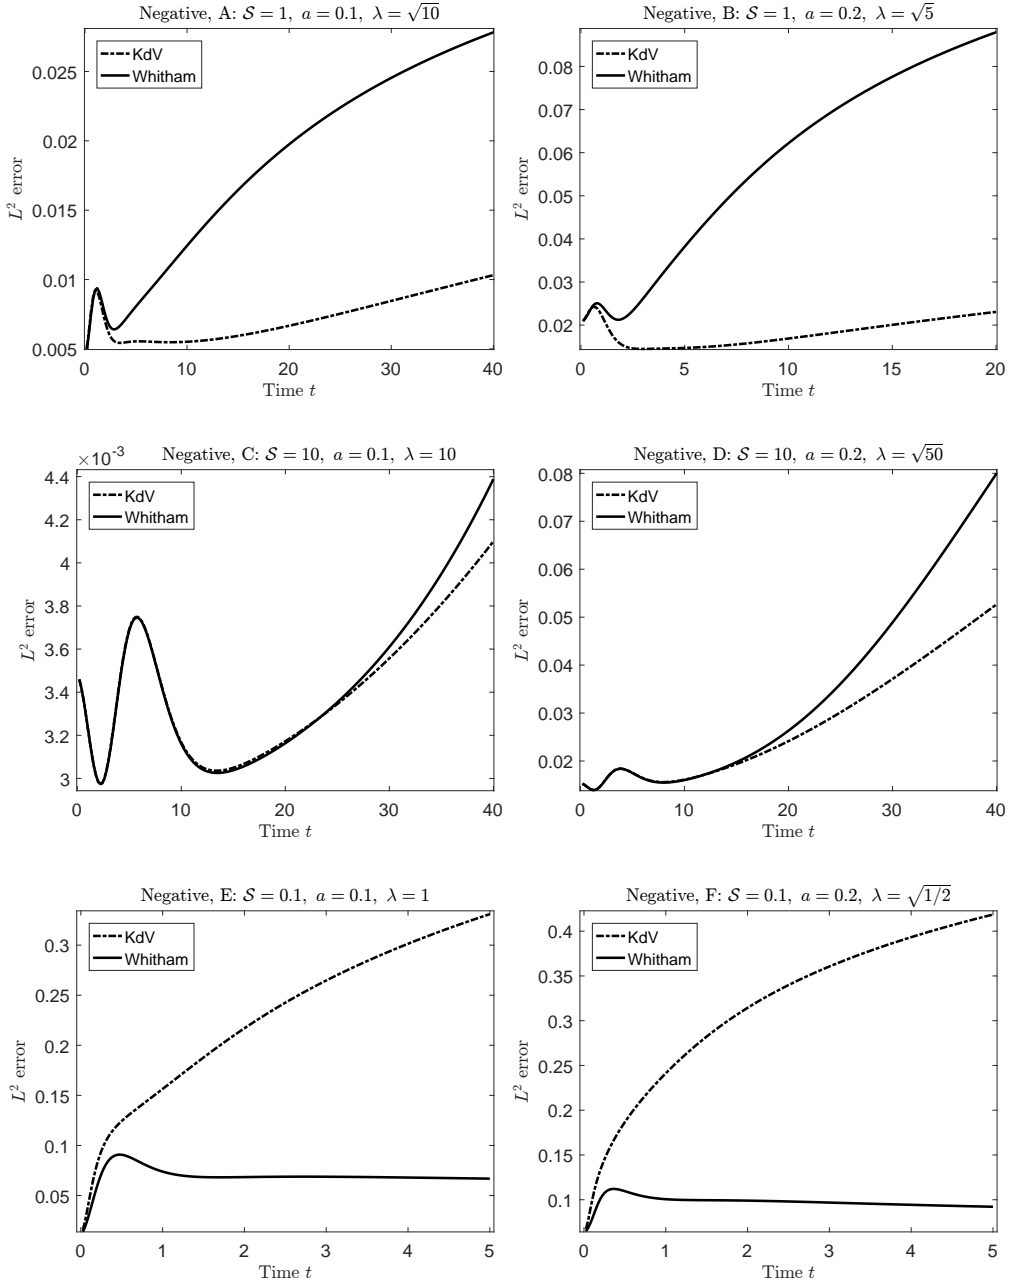 Negative, A: 𝒮 = 1, a = 0.1, λ = √10
KdV
Whitham
L² error
0.025
0.02
0.015
0.01
0.005
0 10 20 30 40
Time t
Negative, B: 𝒮 = 1, a = 0.2, λ = √5
KdV
Whitham
L² error
0.08
0.07
0.06
0.05
0.04
0.03
0.02
0 5 10 15 20
Time t
Negative, C: 𝒮 = 10, a = 0.1, λ = 10
×10⁻³
KdV
Whitham
L² error
4.4
4.2
4
3.8
3.6
3.4
3.2
3
0 10 20 30 40
Time t
Negative, D: 𝒮 = 10, a = 0.2, λ = √50
KdV
Whitham
L² error
0.08
0.07
0.06
0.05
0.04
0.03
0.02
0 10 20 30 40
Time t
Negative, E: 𝒮 = 0.1, a = 0.1, λ = 1
KdV
Whitham
L² error
0.3
0.25
0.2
0.15
0.1
0.05
0 1 2 3 4 5
Time t
Negative, F: 𝒮 = 0.1, a = 0.2, λ = √1/2
KdV
Whitham
L² error
0.4
0.35
0.3
0.25
0.2
0.15
0.1
0 1 2 3 4 5
Time t